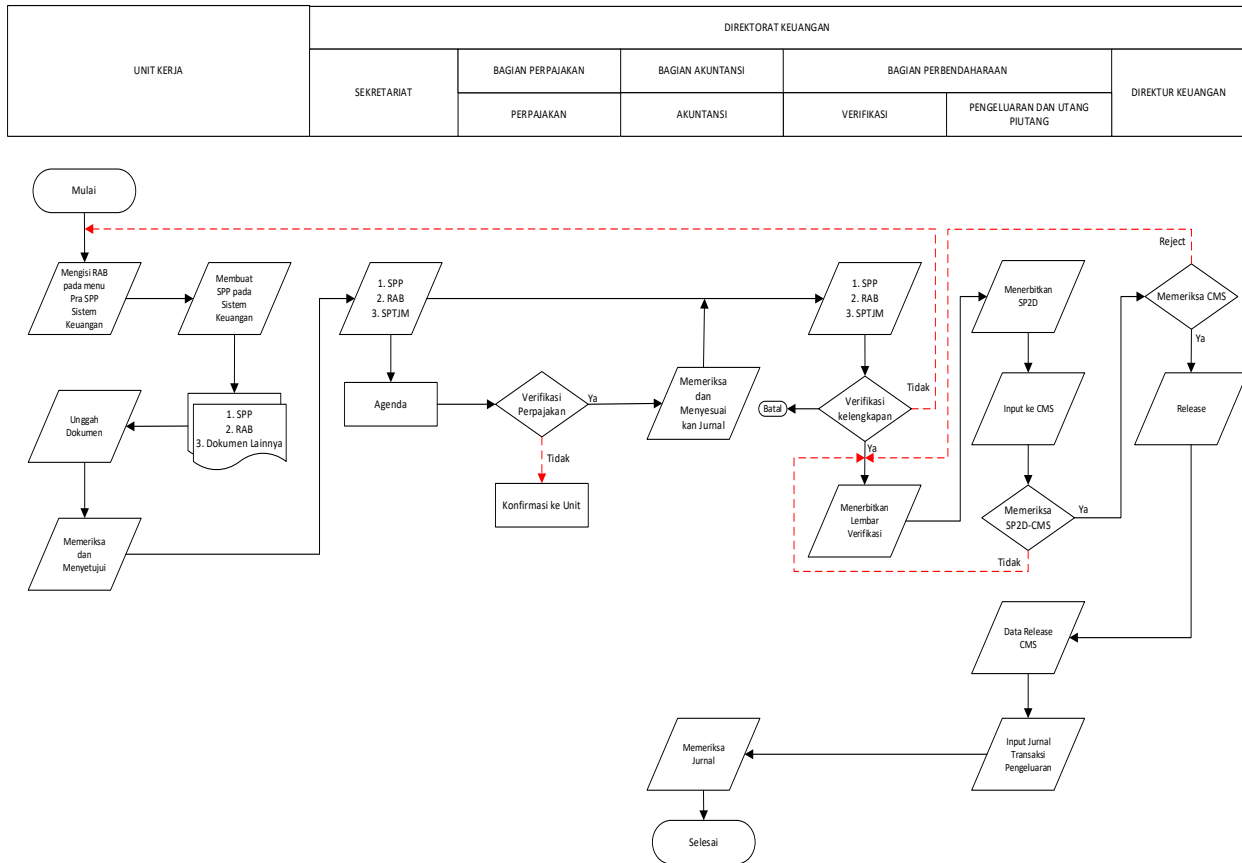 DIREKTORAT KEUANGAN
UNIT KERJA
SEKRETARIAT
BAGIAN PERPAJAKAN
BAGIAN AKUNTANSI
BAGIAN PERBENDAHARAAN
DIREKTUR KEUANGAN
PERPAJAKAN
AKUNTANSI
VERIFIKASI
PENGELUARAN DAN UTANG
PIUTANG
Mulai
Mengisi RAB
pada menu
Pra SPP
Sistem
Keuangan
Membuat
SPP pada
Sistem
Keuangan
1. SPP
2. RAB
3. Dokumen Lainnya
Unggah
Dokumen
Memeriksa
dan
Menyetujui
1. SPP
2. RAB
3. SPTJM
Agenda
Verifikasi
Perpajakan
Ya
Tidak
Konfirmasi ke Unit
Memeriksa
dan
Menyesuai
kan Jurnal
1. SPP
2. RAB
3. SPTJM
Verifikasi
kelengkapan
Tidak
Batal
Ya
Menerbitkan
Lembar
Verifikasi
Menerbitkan
SP2D
Input ke CMS
Memeriksa
SP2D-CMS
Ya
Tidak
Reject
Memeriksa CMS
Ya
Release
Data Release
CMS
Input Jurnal
Transaksi
Pengeluaran
Memeriksa
Jurnal
Selesai